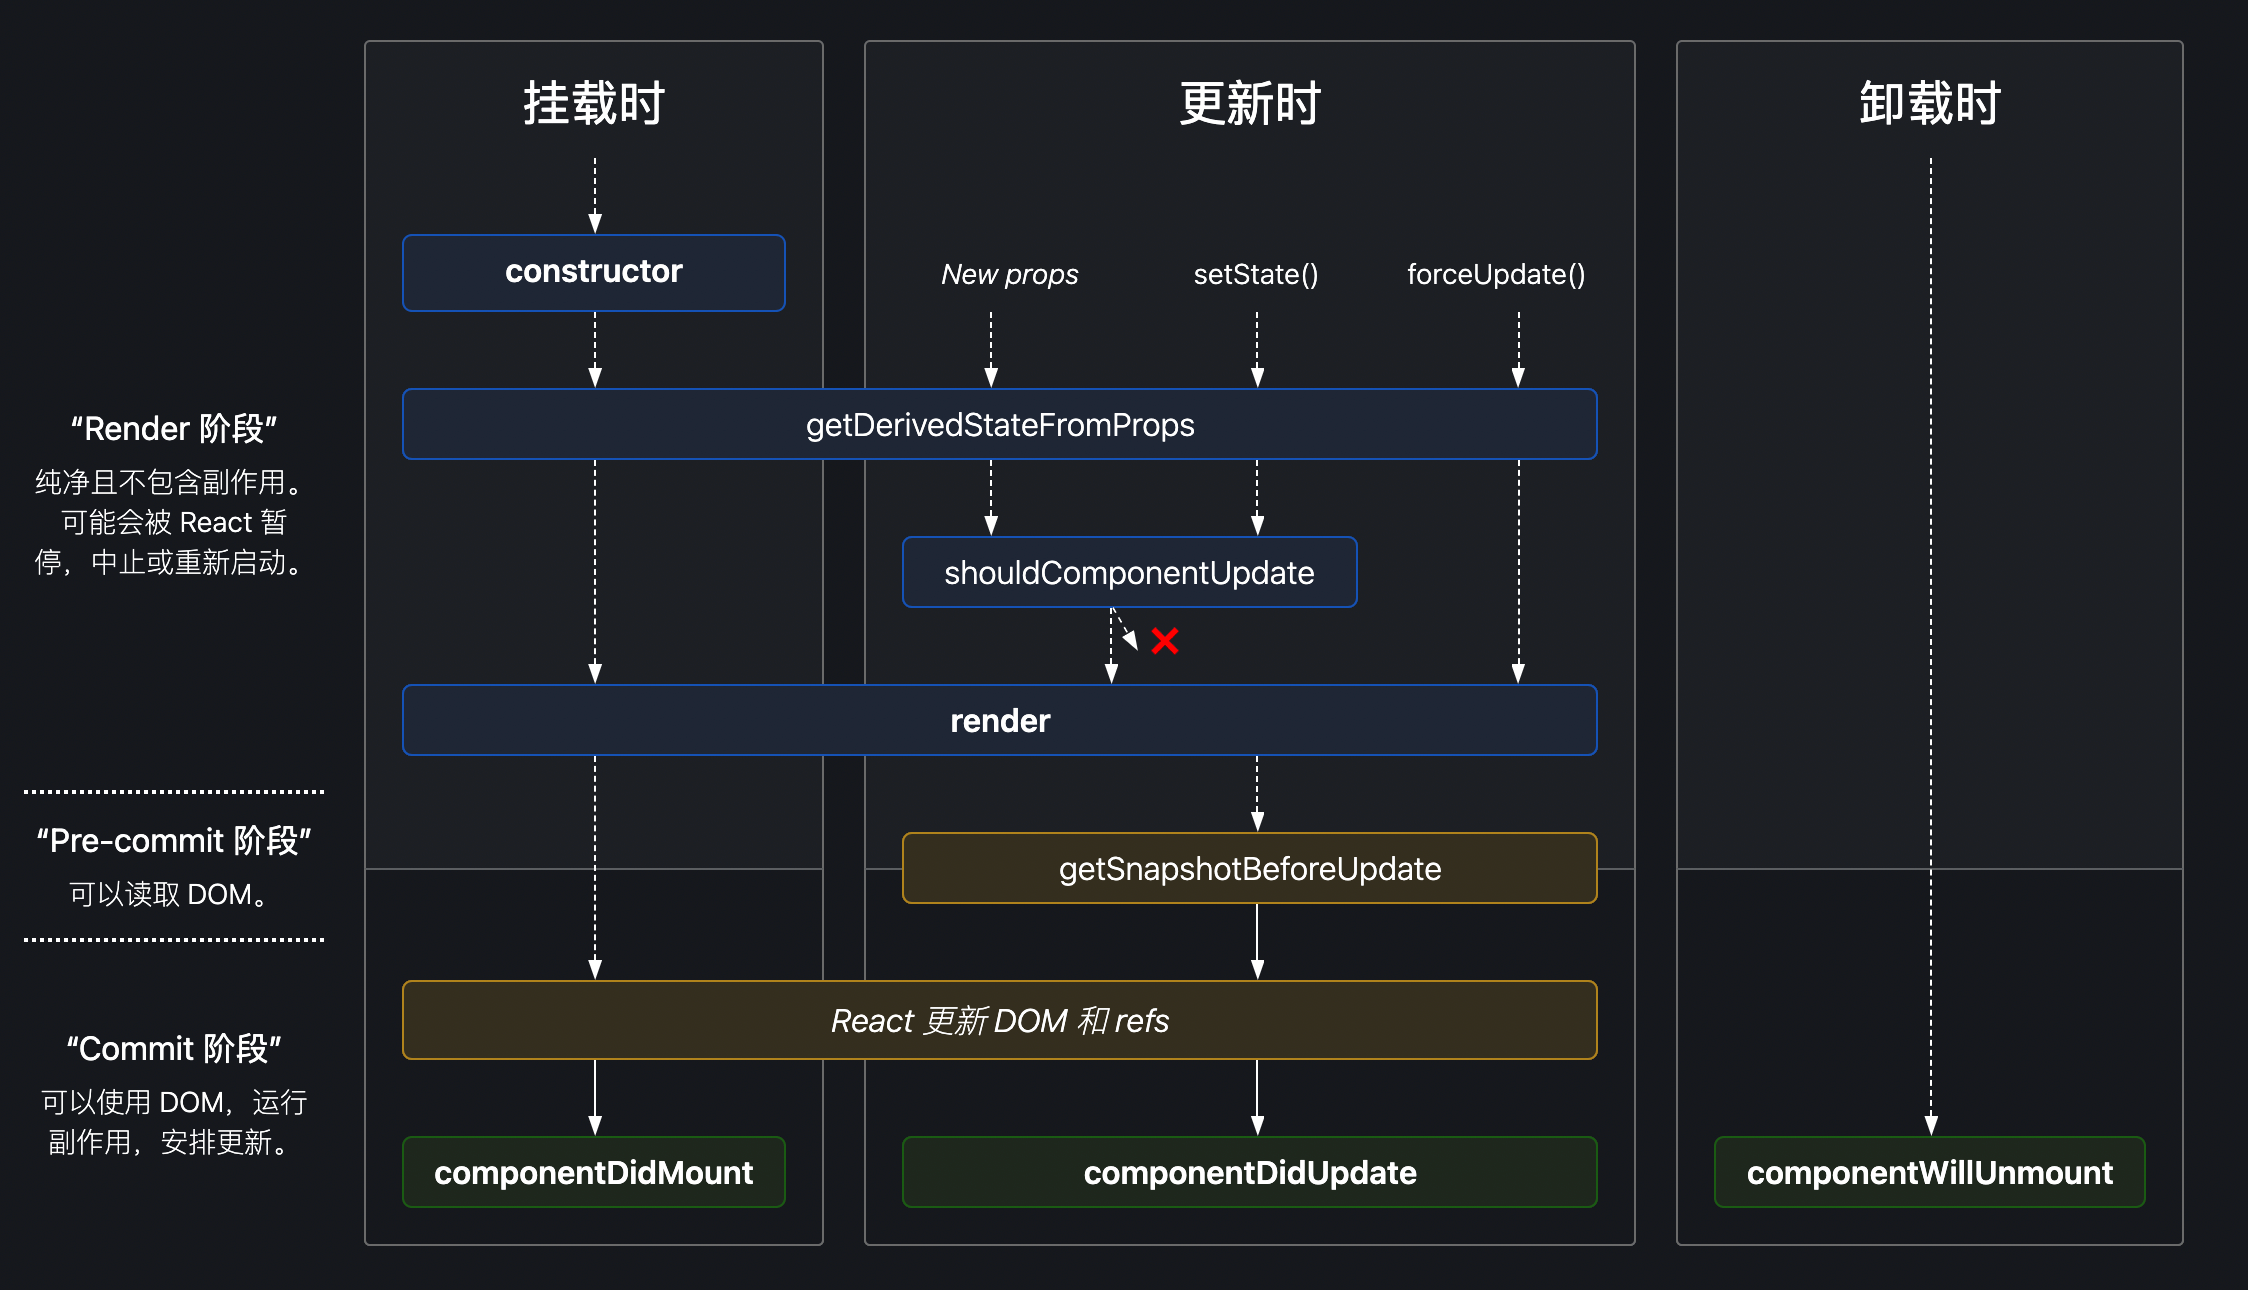 挂载时
更新时
卸载时
constructor
New props
setState()
forceUpdate()
getDerivedStateFromProps
“Render 阶段”
纯净且不包含副作用。
可能会被 React 暂
停，中止或重新启动。
shouldComponentUpdate
render
“Pre-commit 阶段”
可以读取 DOM。
getSnapshotBeforeUpdate
React 更新 DOM 和 refs
“Commit 阶段”
可以使用 DOM，运行
副作用，安排更新。
componentDidMount
componentDidUpdate
componentWillUnmount